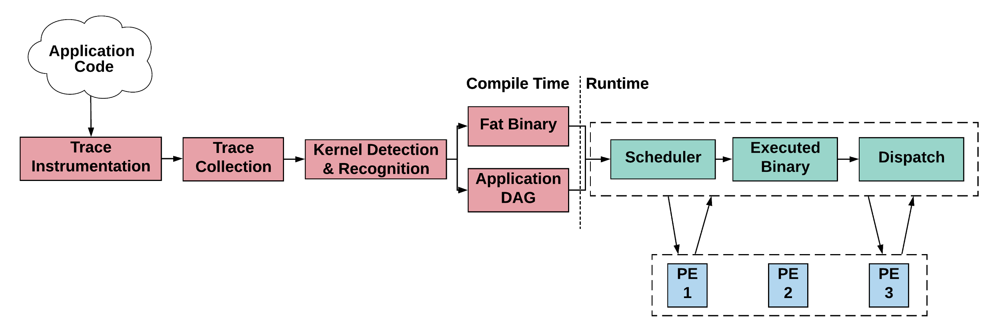 Application
Code
Compile Time
Runtime
Trace
Instrumentation
Trace
Collection
Kernel Detection
& Recognition
Fat Binary
Application
DAG
Scheduler
Executed
Binary
Dispatch
PE
1
PE
2
PE
3